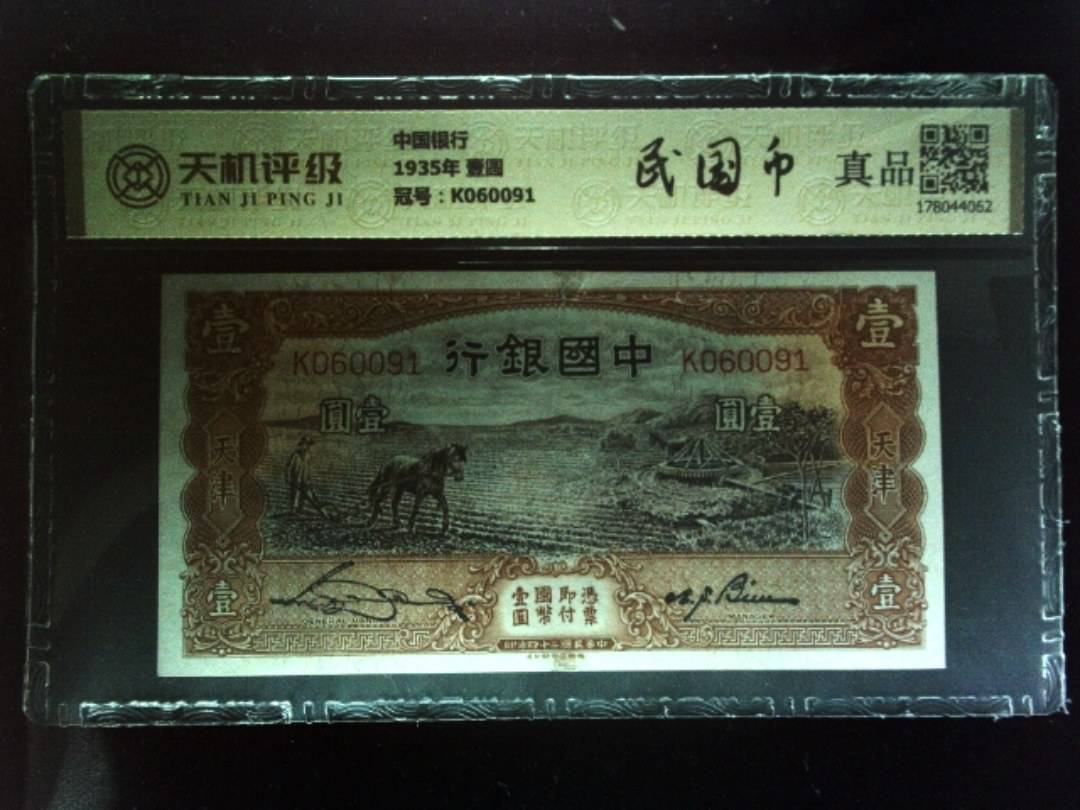 天机评级
TIAN JI PING JI
中国银行
1935年 壹圆
冠号：K060091
民国币
真品
178044062
壹
壹
K060091
行銀國中
K060091
圓壹
圓壹
天津
天津
憑票
即付
國幣
壹圓
壹
壹